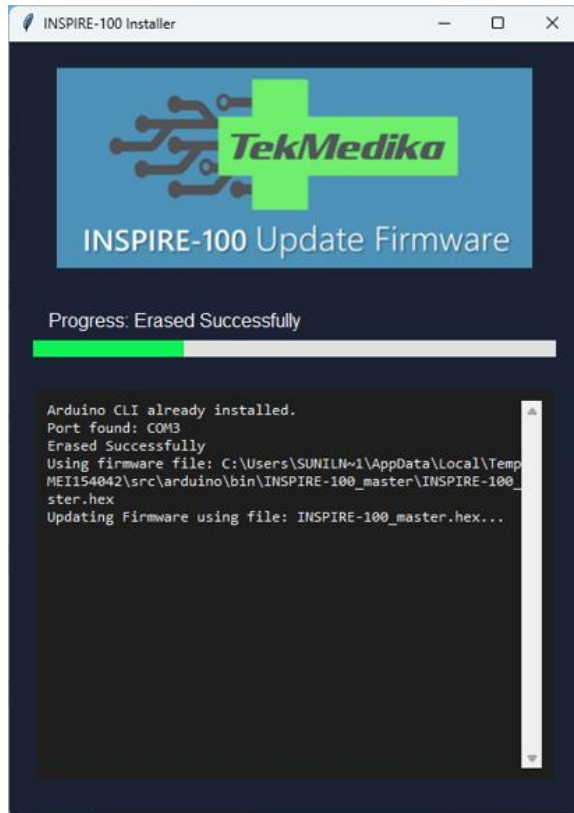 INSPIRE-100 Installer
TekMedika
INSPIRE-100 Update Firmware
Progress: Erased Successfully
Arduino CLI already installed.
Port found: COM3
Erased Successfully
Using firmware file: C:\Users\SUNILN~1\AppData\Local\Temp
MEI154042\src\arduino\bin\INSPIRE-100_master\INSPIRE-100_
ster.hex
Updating Firmware using file: INSPIRE-100_master.hex...